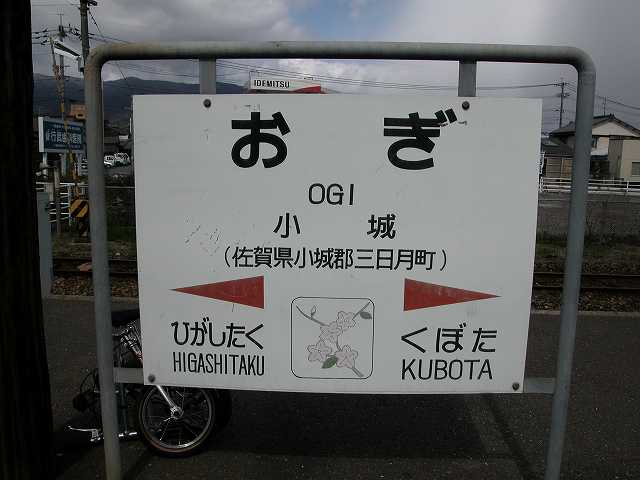 IDEMITSU
おぎ
OGI
小城
(佐賀県小城郡三日月町)
ひがしたく くぼた
HIGASHITAKU KUBOTA